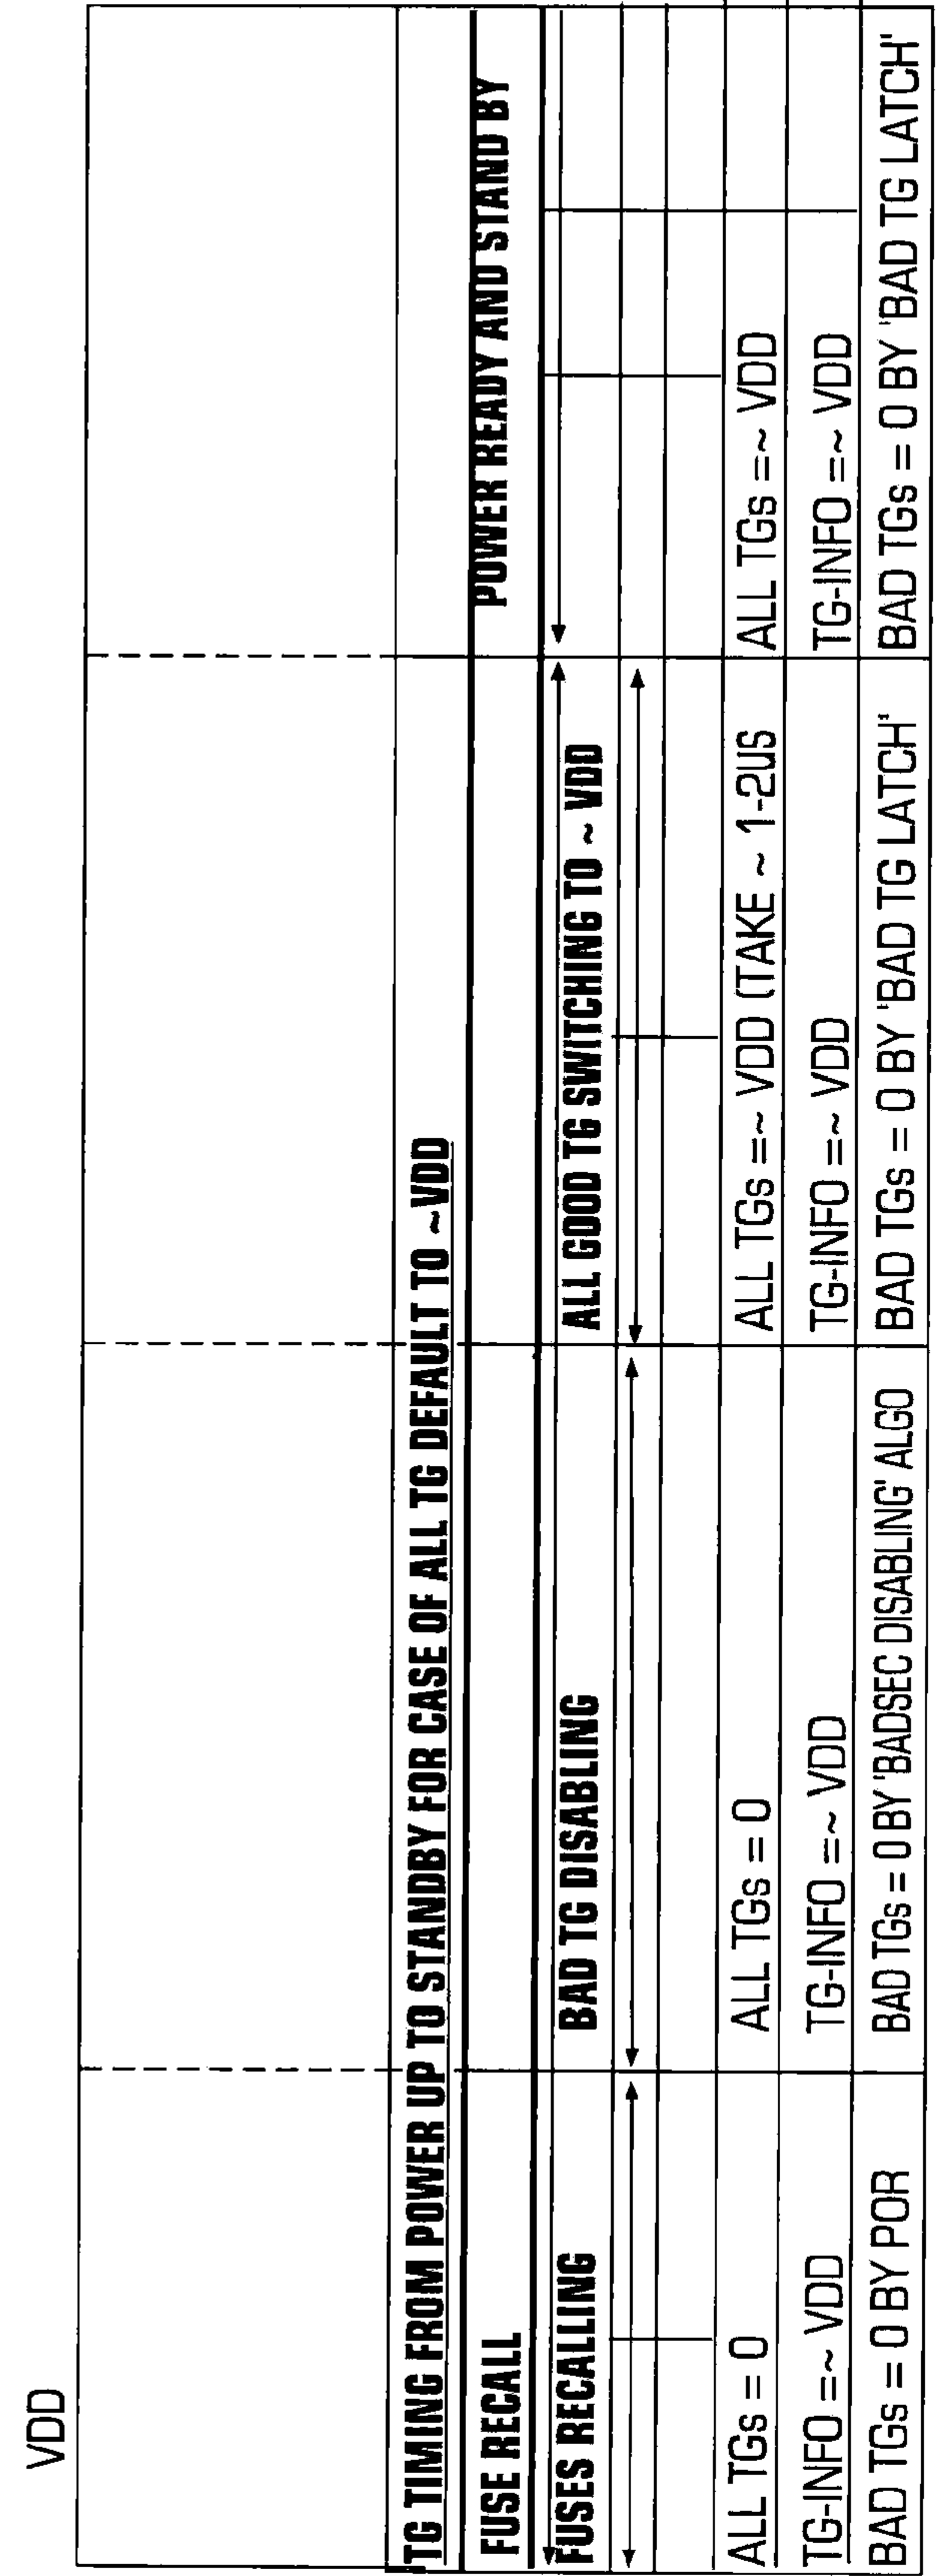 VDD
TG TIMING FROM POWER UP TO STANDBY FOR CASE OF ALL TG DEFAULT TO ~VDD
FUSE RECALL
POWER READY AND STAND BY
FUSES RECALLING
BAD TG DISABLING
ALL GOOD TG SWITCHING TO ~ VDD
ALL TGs = 0
ALL TGs = 0
ALL TGs =~ VDD (TAKE ~ 1-2us
ALL TGs =~ VDD
TG-INFO =~ VDD
TG-INFO =~ VDD
TG-INFO =~ VDD
TG-INFO =~ VDD
BAD TGs = 0 BY POR
BAD TGs = 0 BY 'BADSEC DISABLING' ALGO
BAD TGs = 0 BY 'BAD TG LATCH'
BAD TGs = 0 BY 'BAD TG LATCH'